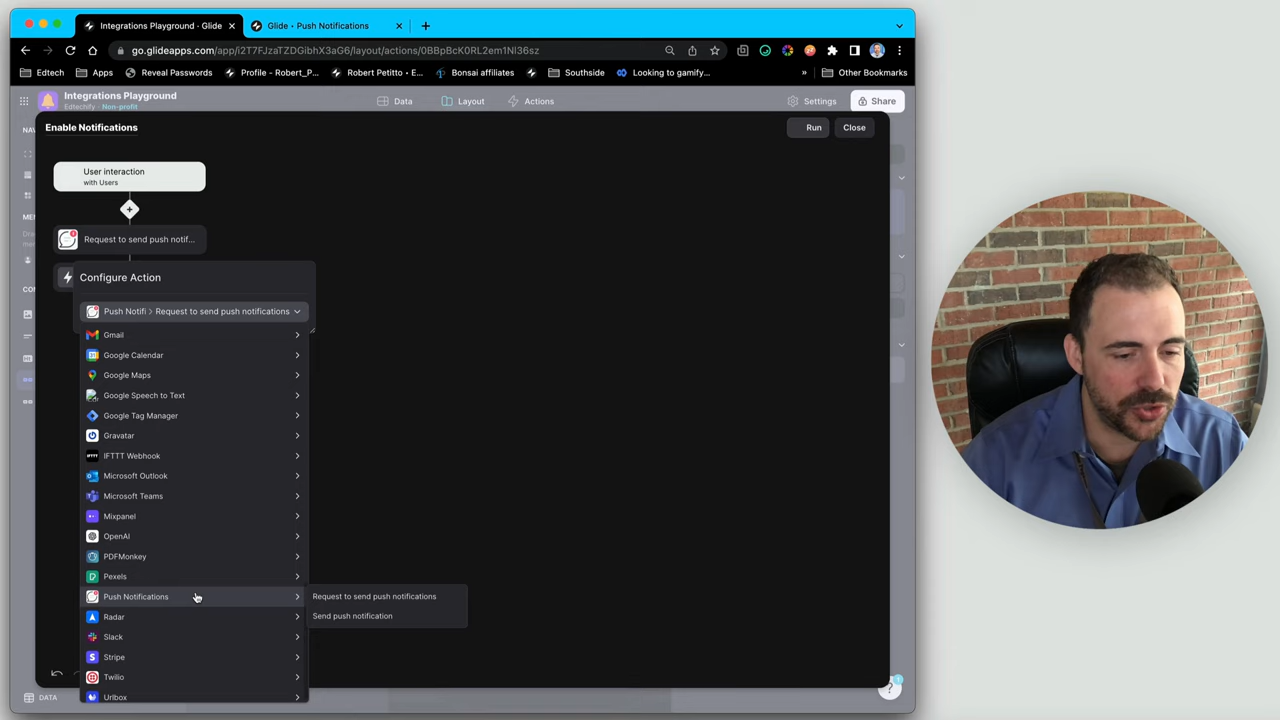 Integrations Playground · Glide
Glide • Push Notifications
go.glideapps.com/app/i2T7FJzaTZDGibhX3aG6/layout/actions/0BBpBcK0RL2em1NI36sz
Edtech
Apps
Reveal Passwords
Profile - Robert_P...
Robert Petitto • E...
Bonsai affiliates
Southside
Looking to gamify...
»
Other Bookmarks
Integrations Playground
Edtechify · Non-profit
Data
Layout
Actions
Settings
Share
Enable Notifications
Run
Close
User interaction
with Users
Request to send push notif...
Configure Action
Push Notifi > Request to send push notifications
Gmail
Google Calendar
Google Maps
Google Speech to Text
Google Tag Manager
Gravatar
IFTTT Webhook
Microsoft Outlook
Microsoft Teams
Mixpanel
OpenAI
PDFMonkey
Pexels
Push Notifications
Request to send push notifications
Send push notification
Radar
Slack
Stripe
Twilio
Urlbox
DATA